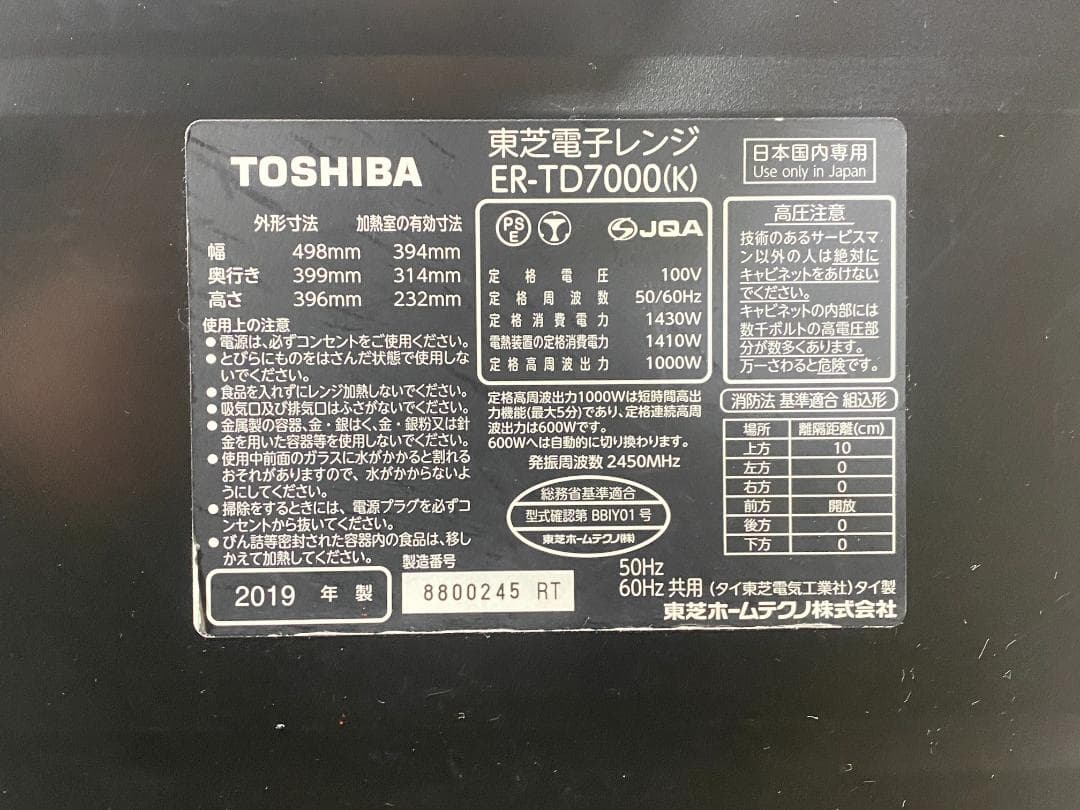 TOSHIBA
東芝電子レンジ
ER-TD7000(K)
日本国内専用
Use only in Japan
外形寸法 加熱室の有効寸法
幅 498mm 394mm
奥行き 399mm 314mm
高さ 396mm 232mm
使用上の注意
●電源は、必ずコンセントをご使用ください。
●とびらにものをはさんだ状態で使用しな
いでください。
●食品を入れずにレンジ加熱しないでください。
●吸気口及び排気口はふさがないでください。
●金属製の容器、金・銀はく、金・銀粉又は針
金を用いた容器等を使用しないでください。
●使用中前面のガラスに水がかかると割れる
おそれがありますので、水がかからないよ
うにしてください。
●掃除をするときには、電源プラグを必ずコ
ンセントから抜いてください。
●びん詰等密封された容器内の食品は、移し
かえて加熱してください。
2019 年 製
製造番号
8800245 RT
PS
E
JQA
定格電圧 100V
定格周波数 50/60Hz
定格消費電力 1430W
電熱装置の定格消費電力 1410W
定格高周波出力 1000W
定格高周波出力1000Wは短時間高出
力機能(最大5分)であり、定格連続高周
波出力は600Wです。
600Wへは自動的に切り換わります。
発振周波数 2450MHz
総務省基準適合
型式確認第 BBIY01 号
東芝ホームテクノ(株)
高圧注意
技術のあるサービスマ
ン以外の人は絶対に
キャビネットをあけない
でください。
キャビネットの内部には
数千ボルトの高電圧部
分が数多くあります。
万一さわると危険です。
消防法 基準適合 組込形
場所 離隔距離(cm)
上方 10
左方 0
右方 0
前方 開放
後方 0
下方 0
50Hz
60Hz 共用 (タイ東芝電気工業社)タイ製
東芝ホームテクノ株式会社